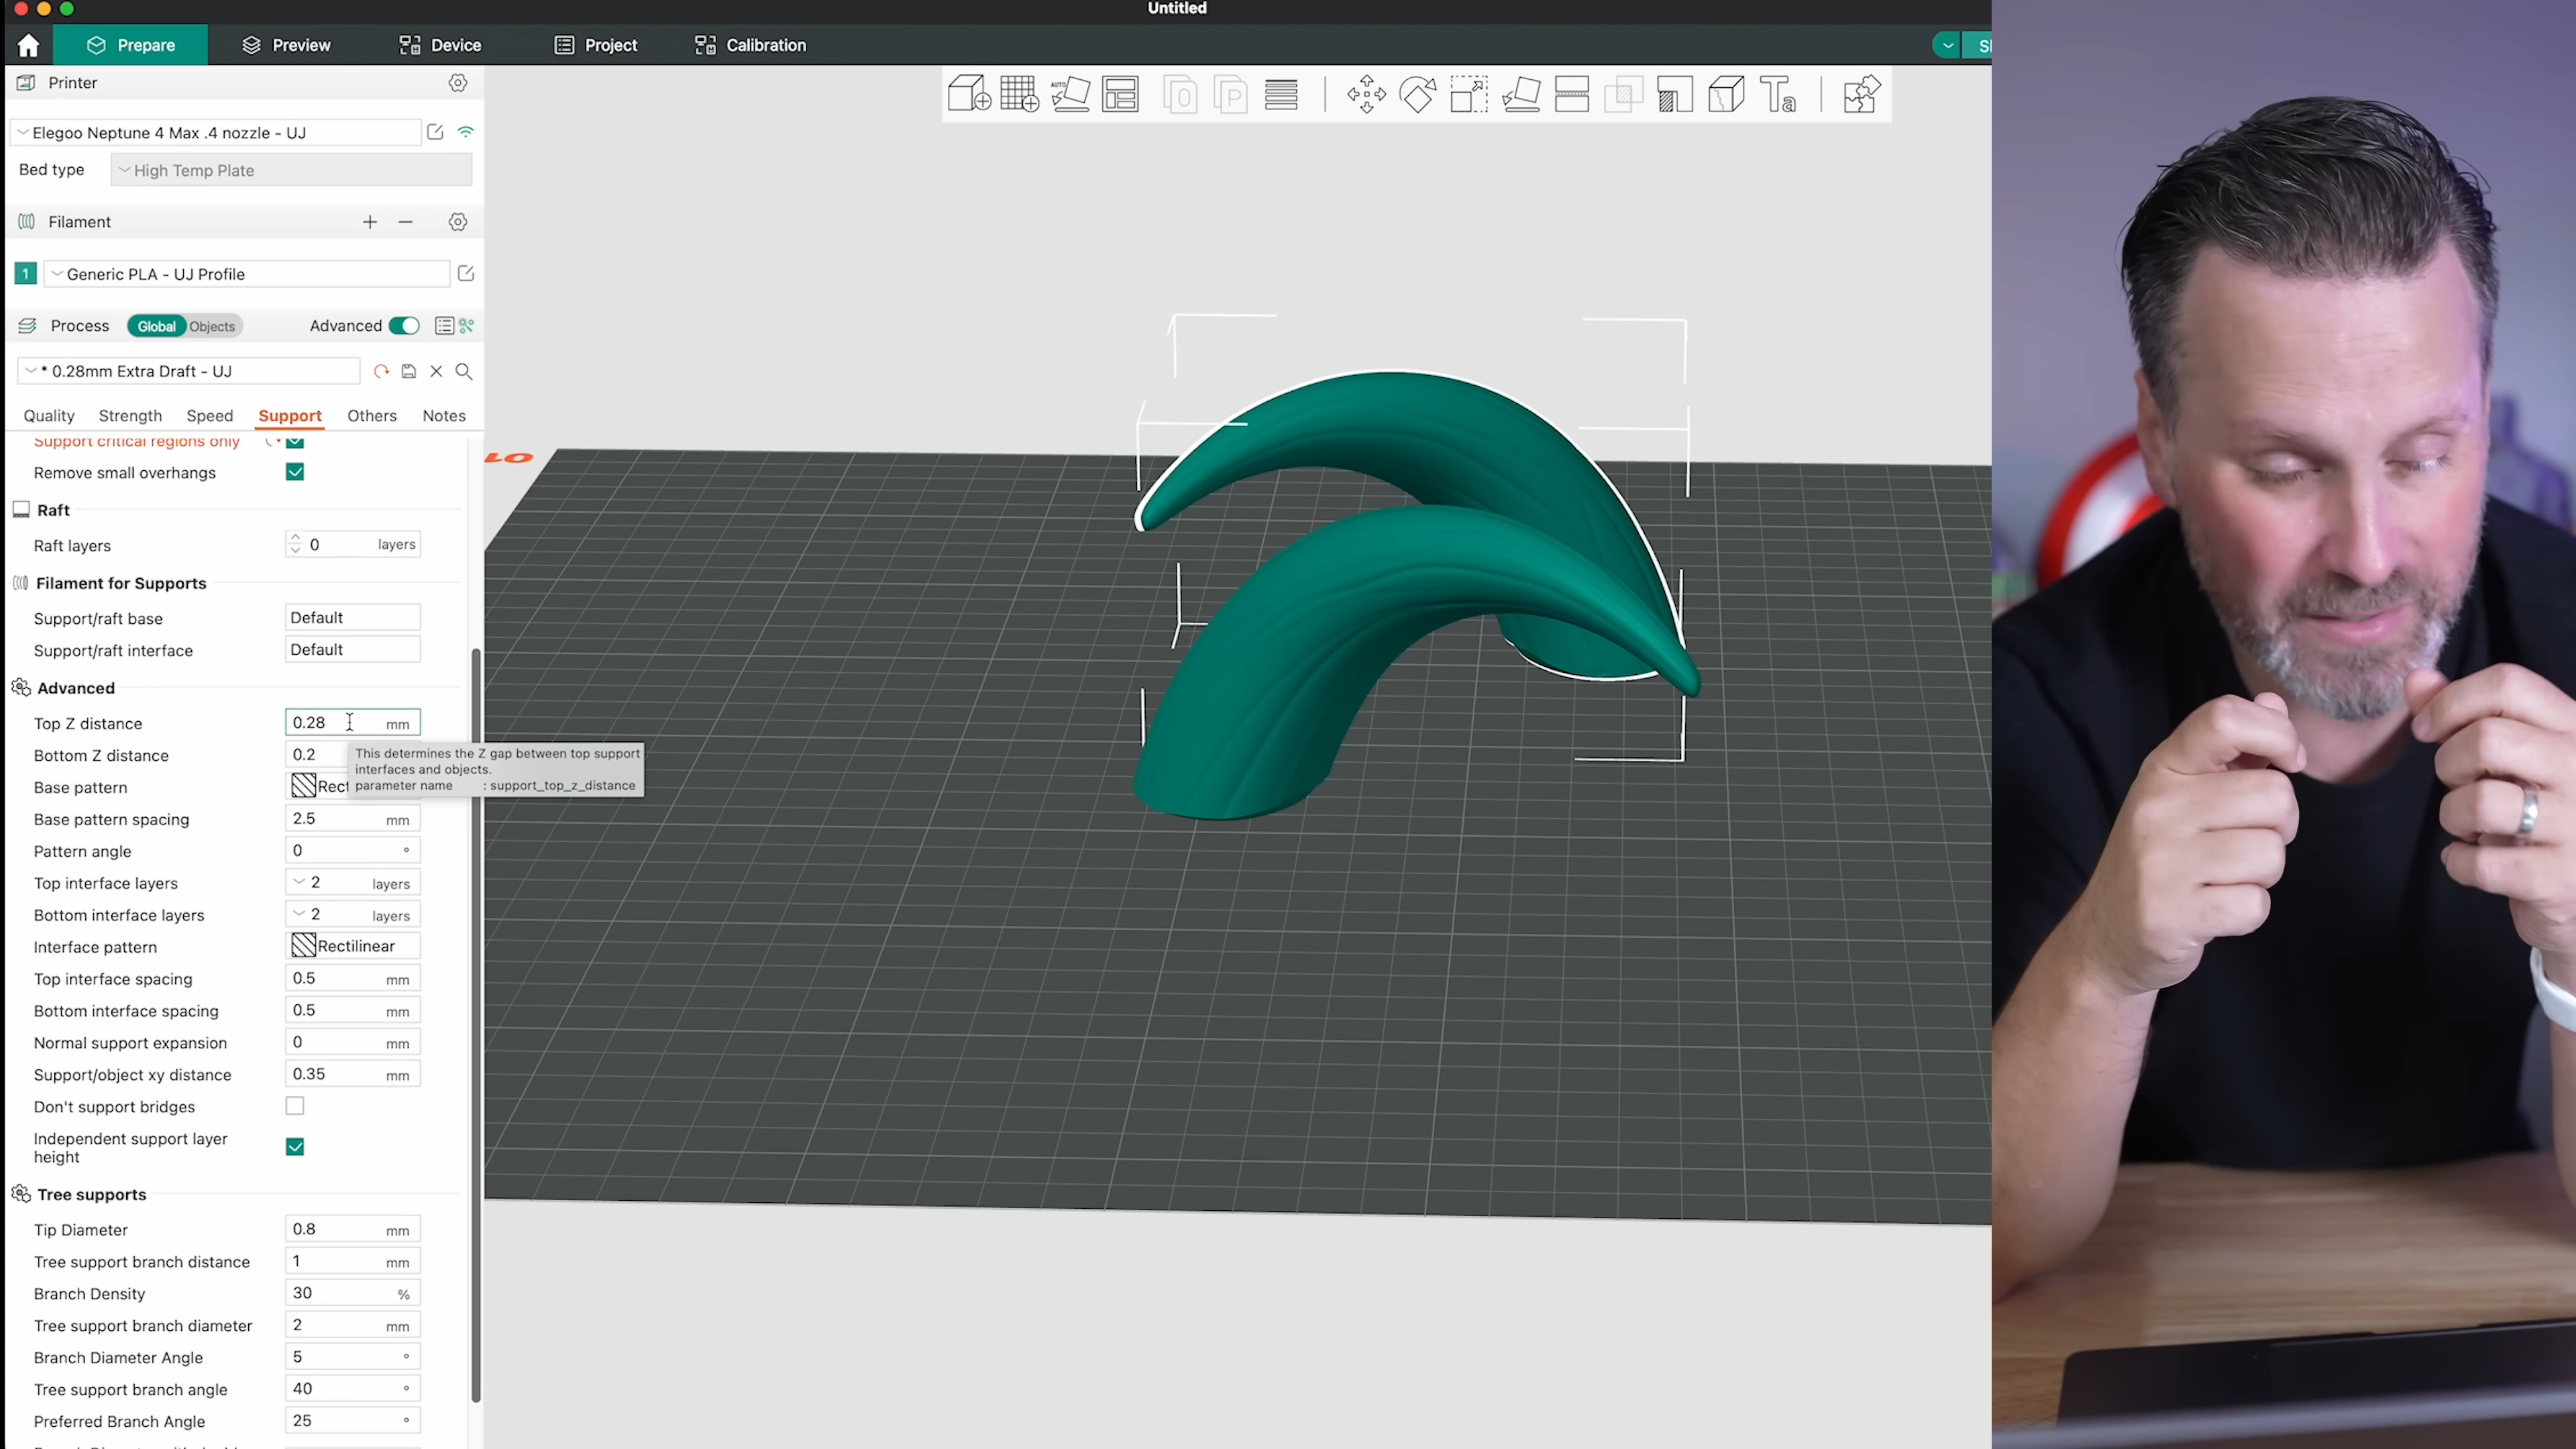 Untitled
Prepare
Preview
Device
Project
Calibration
Printer
Elegoo Neptune 4 Max .4 nozzle - UJ
Bed type
High Temp Plate
Filament
1
Generic PLA - UJ Profile
Process
Global
Objects
Advanced
* 0.28mm Extra Draft - UJ
Quality
Strength
Speed
Support
Others
Notes
AUTO
O
P
Ta
Support critical regions only
Remove small overhangs
Raft
Raft layers 0 layers
Filament for Supports
Support/raft base Default
Support/raft interface Default
Advanced
Top Z distance 0.28 mm
Bottom Z distance 0.2
This determines the Z gap between top support
interfaces and objects.
parameter name : support_top_z_distance
Base pattern Rect
Base pattern spacing 2.5 mm
Pattern angle 0 °
Top interface layers 2 layers
Bottom interface layers 2 layers
Interface pattern Rectilinear
Top interface spacing 0.5 mm
Bottom interface spacing 0.5 mm
Normal support expansion 0 mm
Support/object xy distance 0.35 mm
Don't support bridges
Independent support layer
height
Tree supports
Tip Diameter 0.8 mm
Tree support branch distance 1 mm
Branch Density 30 %
Tree support branch diameter 2 mm
Branch Diameter Angle 5 °
Tree support branch angle 40 °
Preferred Branch Angle 25 °